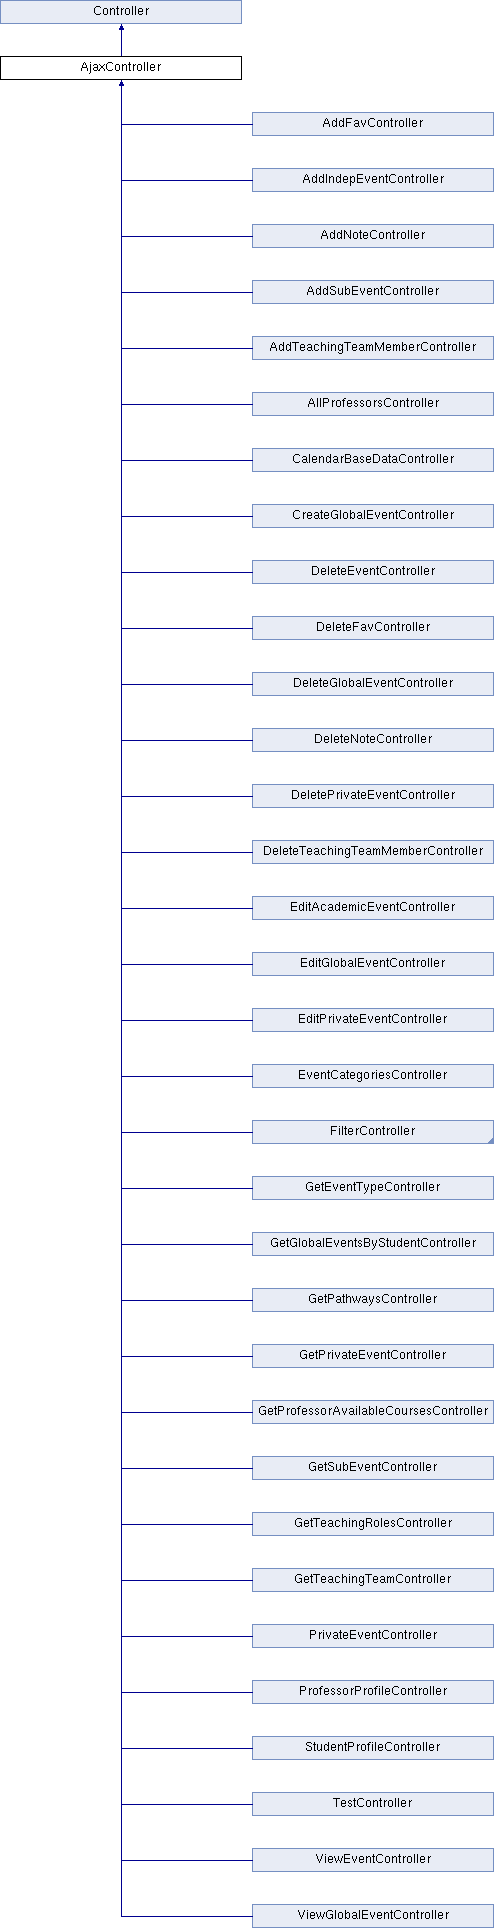 Controller
AjaxController
AddFavController
AddIndepEventController
AddNoteController
AddSubEventController
AddTeachingTeamMemberController
AllProfessorsController
CalendarBaseDataController
CreateGlobalEventController
DeleteEventController
DeleteFavController
DeleteGlobalEventController
DeleteNoteController
DeletePrivateEventController
DeleteTeachingTeamMemberController
EditAcademicEventController
EditGlobalEventController
EditPrivateEventController
EventCategoriesController
FilterController
GetEventTypeController
GetGlobalEventsByStudentController
GetPathwaysController
GetPrivateEventController
GetProfessorAvailableCoursesController
GetSubEventController
GetTeachingRolesController
GetTeachingTeamController
PrivateEventController
ProfessorProfileController
StudentProfileController
TestController
ViewEventController
ViewGlobalEventController